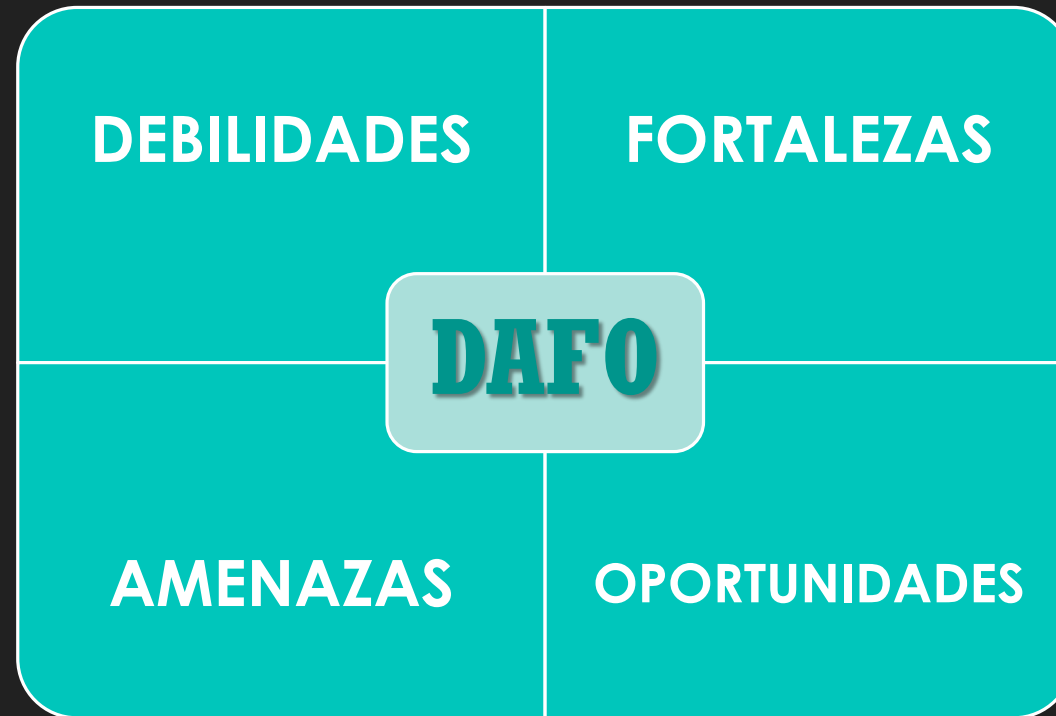 DEBILIDADES
FORTALEZAS
DAFO
AMENAZAS
OPORTUNIDADES